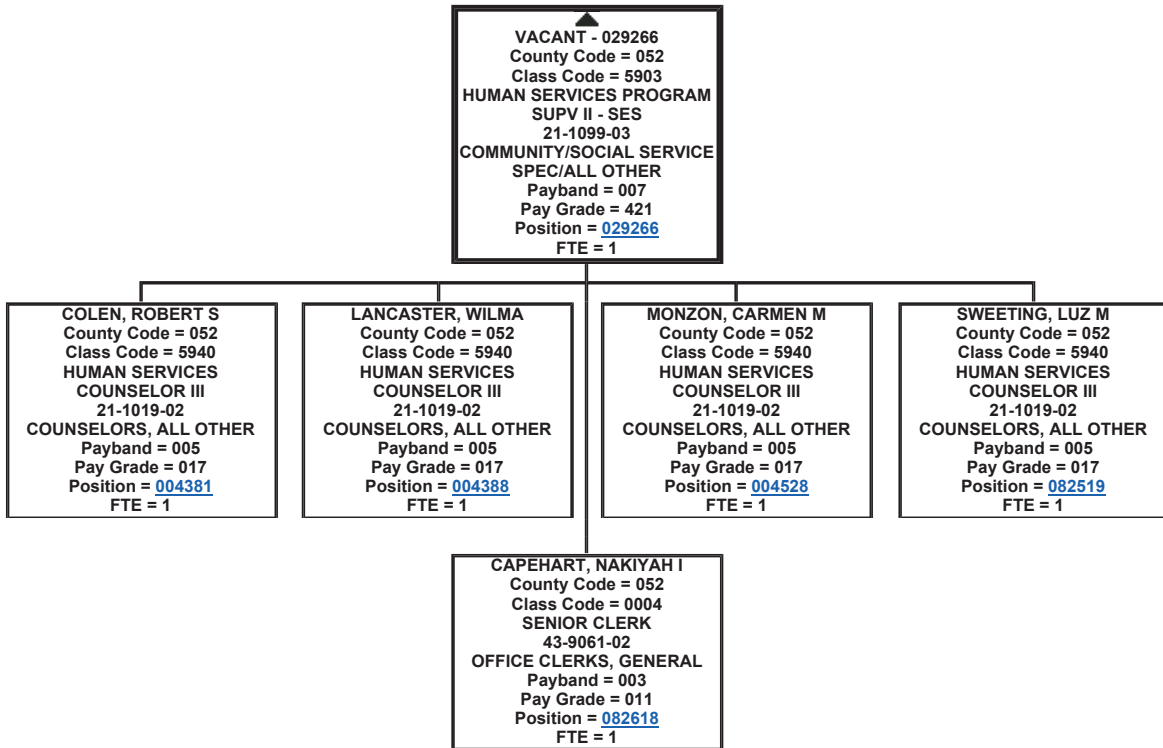 VACANT - 029266
County Code = 052
Class Code = 5903
HUMAN SERVICES PROGRAM
SUPV II - SES
21-1099-03
COMMUNITY/SOCIAL SERVICE
SPEC/ALL OTHER
Payband = 007
Pay Grade = 421
Position = 029266
FTE = 1
COLEN, ROBERT S
County Code = 052
Class Code = 5940
HUMAN SERVICES
COUNSELOR III
21-1019-02
COUNSELORS, ALL OTHER
Payband = 005
Pay Grade = 017
Position = 004381
FTE = 1
LANCASTER, WILMA
County Code = 052
Class Code = 5940
HUMAN SERVICES
COUNSELOR III
21-1019-02
COUNSELORS, ALL OTHER
Payband = 005
Pay Grade = 017
Position = 004388
FTE = 1
MONZON, CARMEN M
County Code = 052
Class Code = 5940
HUMAN SERVICES
COUNSELOR III
21-1019-02
COUNSELORS, ALL OTHER
Payband = 005
Pay Grade = 017
Position = 004528
FTE = 1
SWEETING, LUZ M
County Code = 052
Class Code = 5940
HUMAN SERVICES
COUNSELOR III
21-1019-02
COUNSELORS, ALL OTHER
Payband = 005
Pay Grade = 017
Position = 082519
FTE = 1
CAPEHART, NAKIYAH I
County Code = 052
Class Code = 0004
SENIOR CLERK
43-9061-02
OFFICE CLERKS, GENERAL
Payband = 003
Pay Grade = 011
Position = 082618
FTE = 1